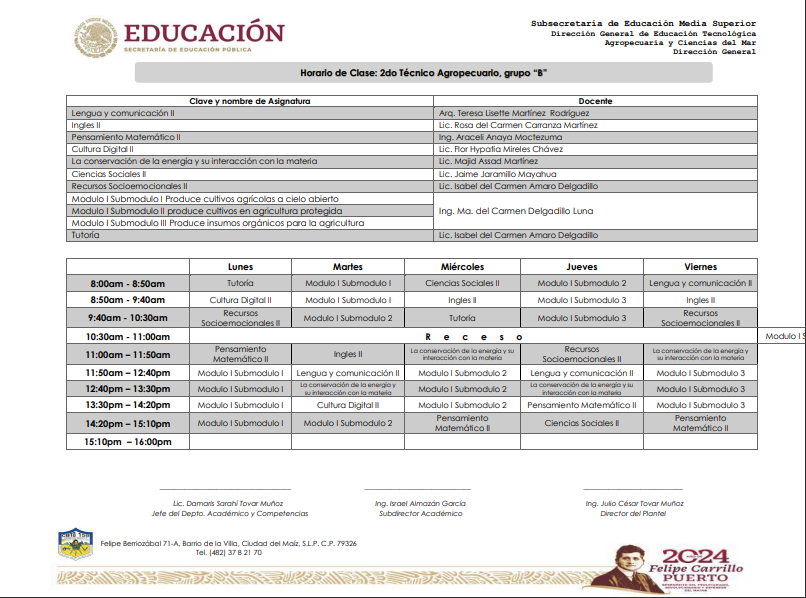 EDUCACIÓN
SECRETARÍA DE EDUCACIÓN PÚBLICA
Subsecretaría de Educación Media Superior
Dirección General de Educación Tecnológica
Agropecuaria y Ciencias del Mar
Dirección General
Horario de Clase: 2do Técnico Agropecuario, grupo "B"
Clave y nombre de Asignatura Docente
Lengua y comunicación II Arq. Teresa Lisette Martínez Rodríguez
Ingles II Lic. Rosa del Carmen Carranza Martínez
Pensamiento Matemático II Ing. Araceli Anaya Moctezuma
Cultura Digital II Lic. Flor Hypatia Mireles Chávez
La conservación de la energía y su interacción con la materia Lic. Majid Assad Martínez
Ciencias Sociales II Lic. Jaime Jaramillo Mayahua
Recursos Socioemocionales II Lic. Isabel del Carmen Amaro Delgadillo
Modulo I Submodulo I Produce cultivos agrícolas a cielo abierto
Modulo I Submodulo II produce cultivos en agricultura protegida Ing. Ma. del Carmen Delgadillo Luna
Modulo I Submodulo III Produce insumos orgánicos para la agricultura
Tutoría Lic. Isabel del Carmen Amaro Delgadillo
Lunes Martes Miércoles Jueves Viernes
8:00am - 8:50am Tutoría Modulo I Submodulo I Ciencias Sociales II Modulo I Submodulo 2 Lengua y comunicación II
8:50am - 9:40am Cultura Digital II Modulo I Submodulo I Ingles II Modulo I Submodulo 3 Ingles II
9:40am - 10:30am Recursos Socioemocionales II Modulo I Submodulo 2 Tutoría Modulo I Submodulo 3 Recursos Socioemocionales II
10:30am - 11:00am R e c e s o Modulo I S
11:00am – 11:50am Pensamiento Matemático II Ingles II La conservación de la energía y su interacción con la materia Recursos Socioemocionales II La conservación de la energía y su interacción con la materia
11:50am – 12:40pm Modulo I Submodulo I Lengua y comunicación II Modulo I Submodulo 2 Lengua y comunicación II Modulo I Submodulo 3
12:40pm – 13:30pm Modulo I Submodulo I La conservación de la energía y su interacción con la materia Modulo I Submodulo 2 La conservación de la energía y su interacción con la materia Modulo I Submodulo 3
13:30pm – 14:20pm Modulo I Submodulo I Cultura Digital II Modulo I Submodulo 2 Pensamiento Matemático II Modulo I Submodulo 3
14:20pm – 15:10pm Modulo I Submodulo I Modulo I Submodulo 2 Pensamiento Matemático II Ciencias Sociales II Pensamiento Matemático II
15:10pm – 16:00pm
Lic. Damaris Sarahí Tovar Muñoz Ing. Israel Almazán García Ing. Julio César Tovar Muñoz
Jefe del Depto. Académico y Competencias Subdirector Académico Director del Plantel
Felipe Berriozábal 71-A, Barrio de la Villa, Ciudad del Maíz, S.L.P. C.P. 79326
Tel. (482) 37 8 21 70
2024
Felipe Carrillo
PUERTO